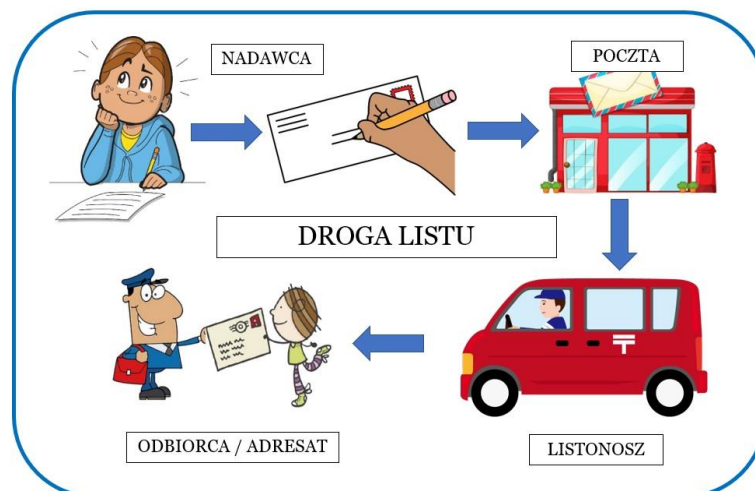 NADAWCA
POCZTA
DROGA LISTU
ODBIORCA / ADRESAT
LISTONOSZ